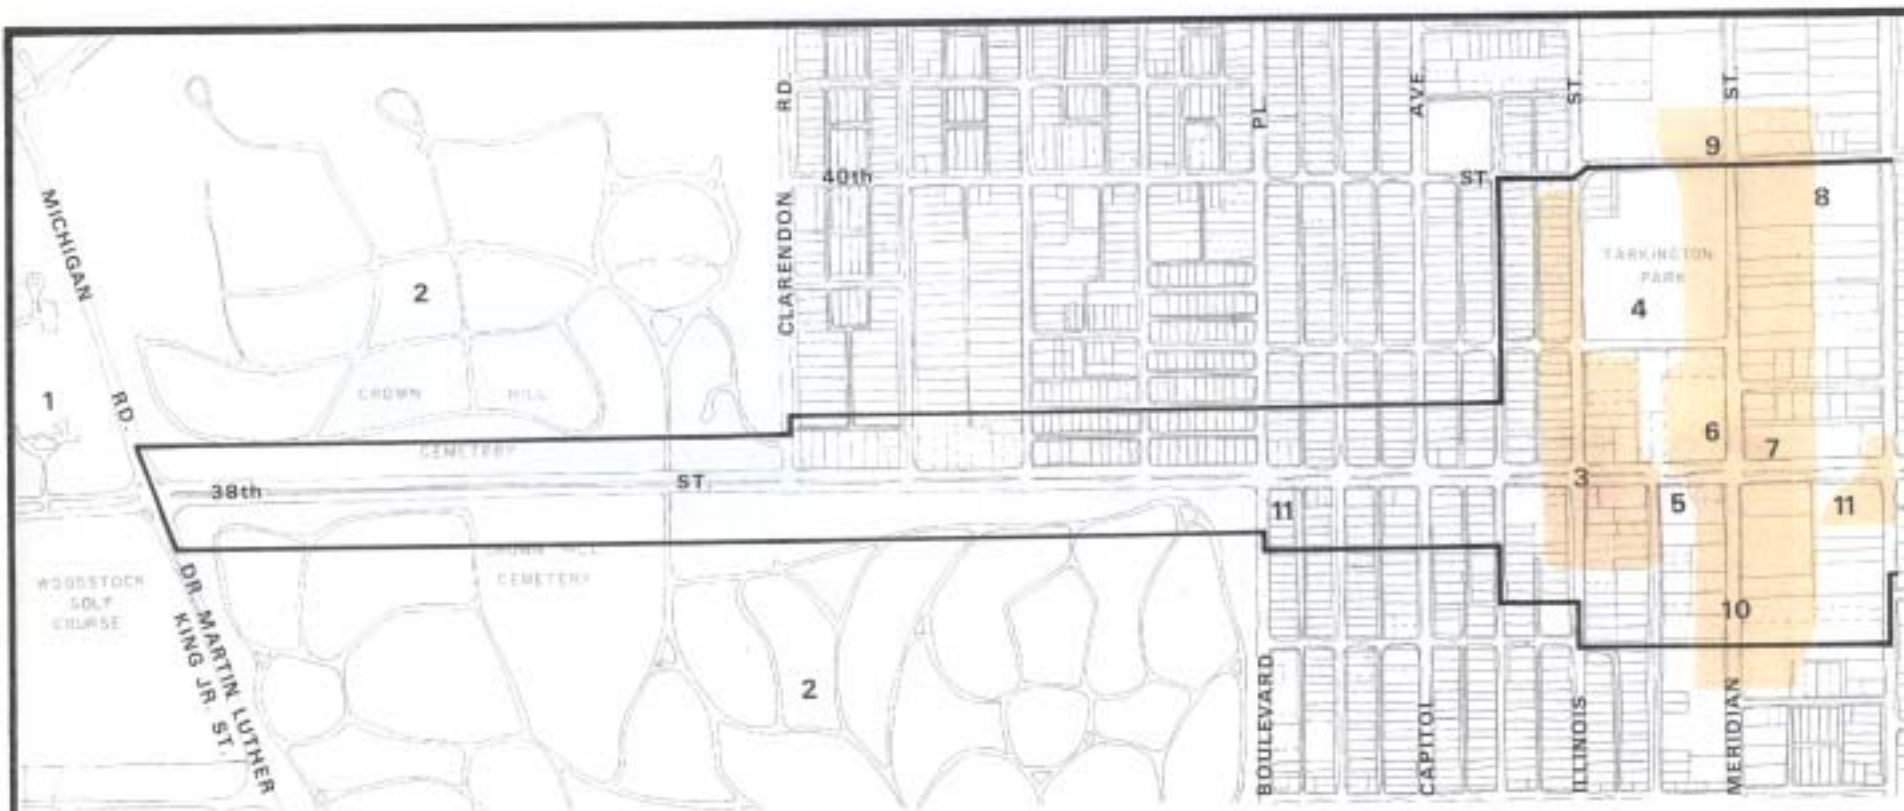 RD
PL.
AVE.
ST.
ST.
9
40th
ST.
8
MICHIGAN
RD.
CLARENDON
TARKINGTON
PARK
2
4
1
CROWN HILL
CEMETERY
6
7
38th
ST.
3
11
5
11
CROWN HILL
CEMETERY
WOODSTOCK
GOLF
COURSE
DR. MARTIN LUTHER
KING JR. ST.
10
2
BOULEVARD
CAPITOL
ILLINOIS
MERIDIAN